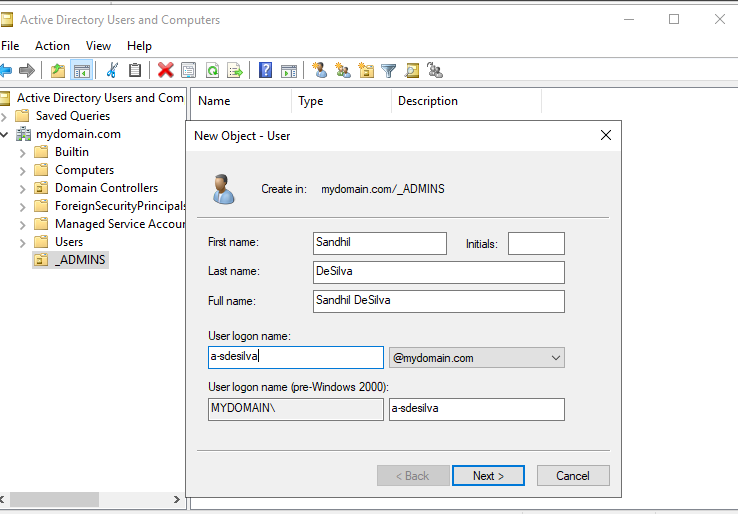 Active Directory Users and Computers
File Action View Help
Active Directory Users and Com
Saved Queries
mydomain.com
Builtin
Computers
Domain Controllers
ForeignSecurityPrincipals
Managed Service Accour
Users
_ADMINS
Name Type Description
New Object - User
Create in: mydomain.com/_ADMINS
First name: Sandhil Initials:
Last name: DeSilva
Full name: Sandhil DeSilva
User logon name:
a-sdesilva @mydomain.com
User logon name (pre-Windows 2000):
MYDOMAIN\ a-sdesilva
< Back Next > Cancel